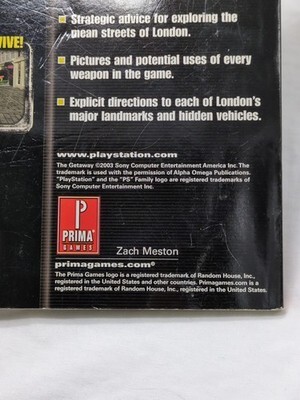 VIVE!
Strategic advice for exploring the
mean streets of London.
Pictures and potential uses of every
weapon in the game.
Explicit directions to each of London's
major landmarks and hidden vehicles.
www.playstation.com
The Getaway ©2003 Sony Computer Entertainment America Inc. The
trademark is used with the permission of Alpha Omega Publications.
"PlayStation" and the "PS" Family logo are registered trademarks of
Sony Computer Entertainment Inc.
P
PRIMA®
GAMES
Zach Meston
primagames.com®
The Prima Games logo is a registered trademark of Random House, Inc.,
registered in the United States and other countries. Primagames.com is a
registered trademark of Random House, Inc., registered in the United States.